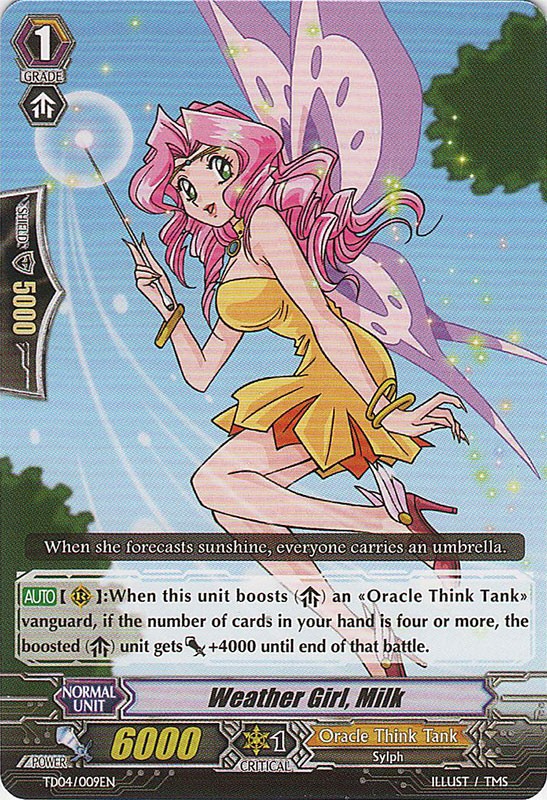 1
GRADE
SHIELD
5000
When she forecasts sunshine, everyone carries an umbrella.
AUTO [ ]:When this unit boosts ( ) an «Oracle Think Tank»
vanguard, if the number of cards in your hand is four or more, the
boosted ( ) unit gets +4000 until end of that battle.
NORMAL
UNIT
Weather Girl, Milk
POWER
6000
1
CRITICAL
Oracle Think Tank
Sylph
TD04/009EN
ILLUST / TMS